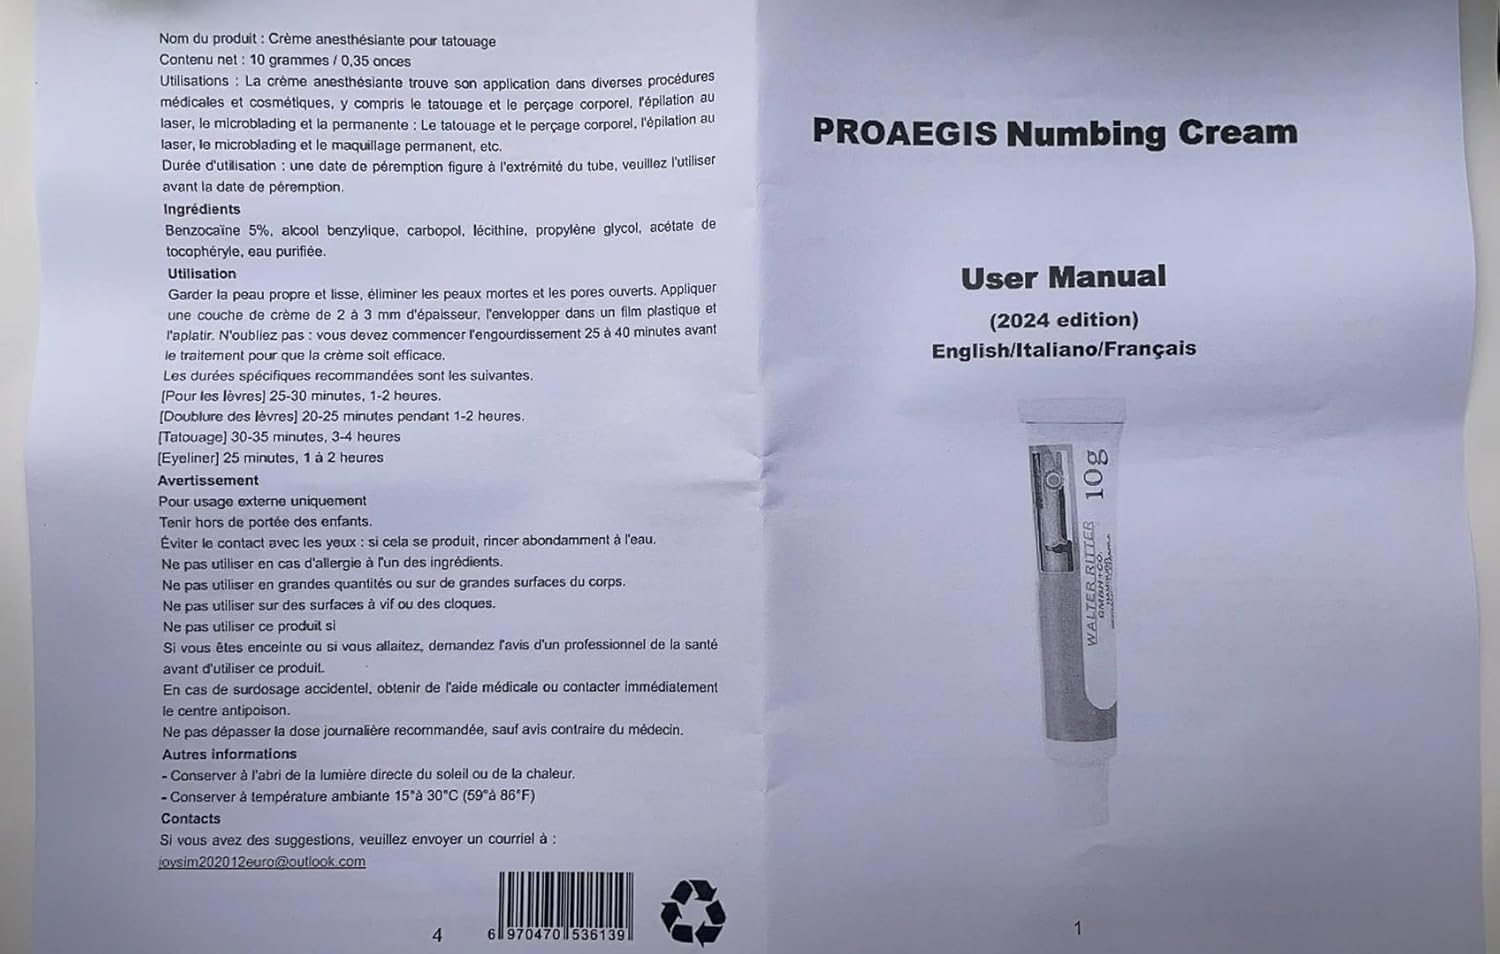 Nom du produit : Crème anesthésiante pour tatouage
Contenu net : 10 grammes / 0,35 onces
Utilisations : La crème anesthésiante trouve son application dans diverses procédures
médicales et cosmétiques, y compris le tatouage et le perçage corporel, l'épilation au
laser, le microblading et la permanente : Le tatouage et le perçage corporel, l'épilation au
laser, le microblading et le maquillage permanent, etc.
Durée d'utilisation : une date de péremption figure à l'extrémité du tube, veuillez l'utiliser
avant la date de péremption.
Ingrédients
Benzocaïne 5%, alcool benzylique, carbopol, lécithine, propylène glycol, acétate de
tocophéryle, eau purifiée.
Utilisation
Garder la peau propre et lisse, éliminer les peaux mortes et les pores ouverts. Appliquer
une couche de crème de 2 à 3 mm d'épaisseur, l'envelopper dans un film plastique et
l'aplatir. N'oubliez pas : vous devez commencer l'engourdissement 25 à 40 minutes avant
le traitement pour que la crème soit efficace.
Les durées spécifiques recommandées sont les suivantes.
[Pour les lèvres] 25-30 minutes, 1-2 heures.
[Doublure des lèvres] 20-25 minutes pendant 1-2 heures.
[Tatouage] 30-35 minutes, 3-4 heures
[Eyeliner] 25 minutes, 1 à 2 heures
Avertissement
Pour usage externe uniquement
Tenir hors de portée des enfants.
Éviter le contact avec les yeux : si cela se produit, rincer abondamment à l'eau.
Ne pas utiliser en cas d'allergie à l'un des ingrédients.
Ne pas utiliser en grandes quantités ou sur de grandes surfaces du corps.
Ne pas utiliser sur des surfaces à vif ou des cloques.
Ne pas utiliser ce produit si
Si vous êtes enceinte ou si vous allaitez, demandez l'avis d'un professionnel de la santé
avant d'utiliser ce produit.
En cas de surdosage accidentel, obtenir de l'aide médicale ou contacter immédiatement
le centre antipoison.
Ne pas dépasser la dose journalière recommandée, sauf avis contraire du médecin.
Autres informations
- Conserver à l'abri de la lumière directe du soleil ou de la chaleur.
- Conserver à température ambiante 15°à 30°C (59°à 86°F)
Contacts
Si vous avez des suggestions, veuillez envoyer un courriel à :
joysim202012euro@outlook.com
6 970470 536139
4
PROAEGIS Numbing Cream
User Manual
(2024 edition)
English/Italiano/Français
10g
WALTER RITTER
GMBH+CO.
1